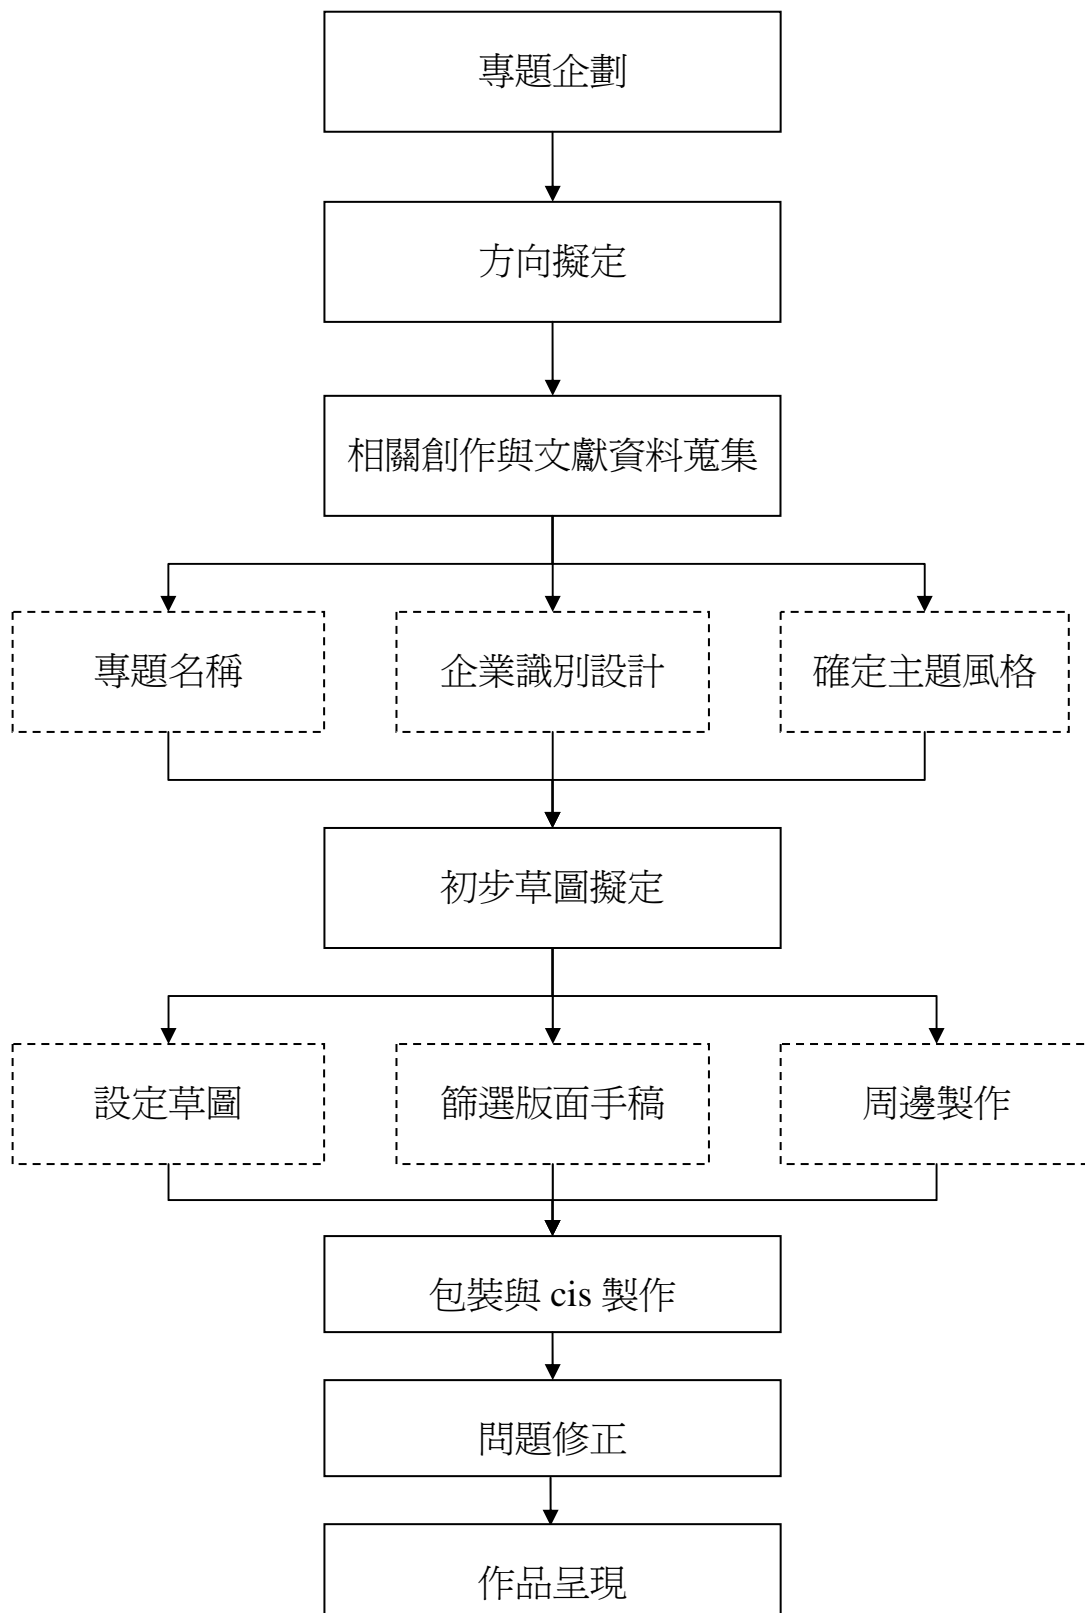 專題企劃
方向擬定
相關創作與文獻資料蒐集
專題名稱
企業識別設計
確定主題風格
初步草圖擬定
設定草圖
篩選版面手稿
周邊製作
包裝與 cis 製作
問題修正
作品呈現